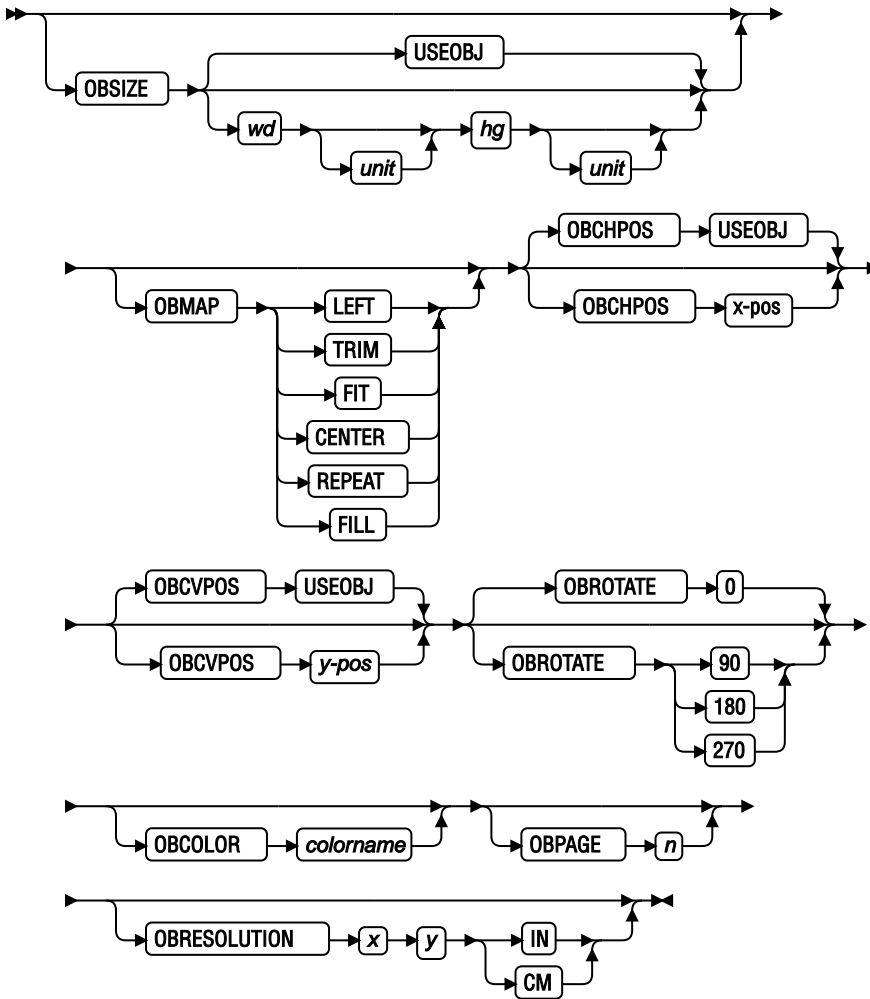 USEOBJ
OBSIZE
wd hg
unit unit
OBCHPOS USEOBJ
OBMAP LEFT OBCHPOS x-pos
TRIM
FIT
CENTER
REPEAT
FILL
OBCVPOS USEOBJ OBROTATE 0
OBCVPOS y-pos OBROTATE 90
180
270
OBCOLOR colorname OBPAGE n
OBRESOLUTION x y IN
CM